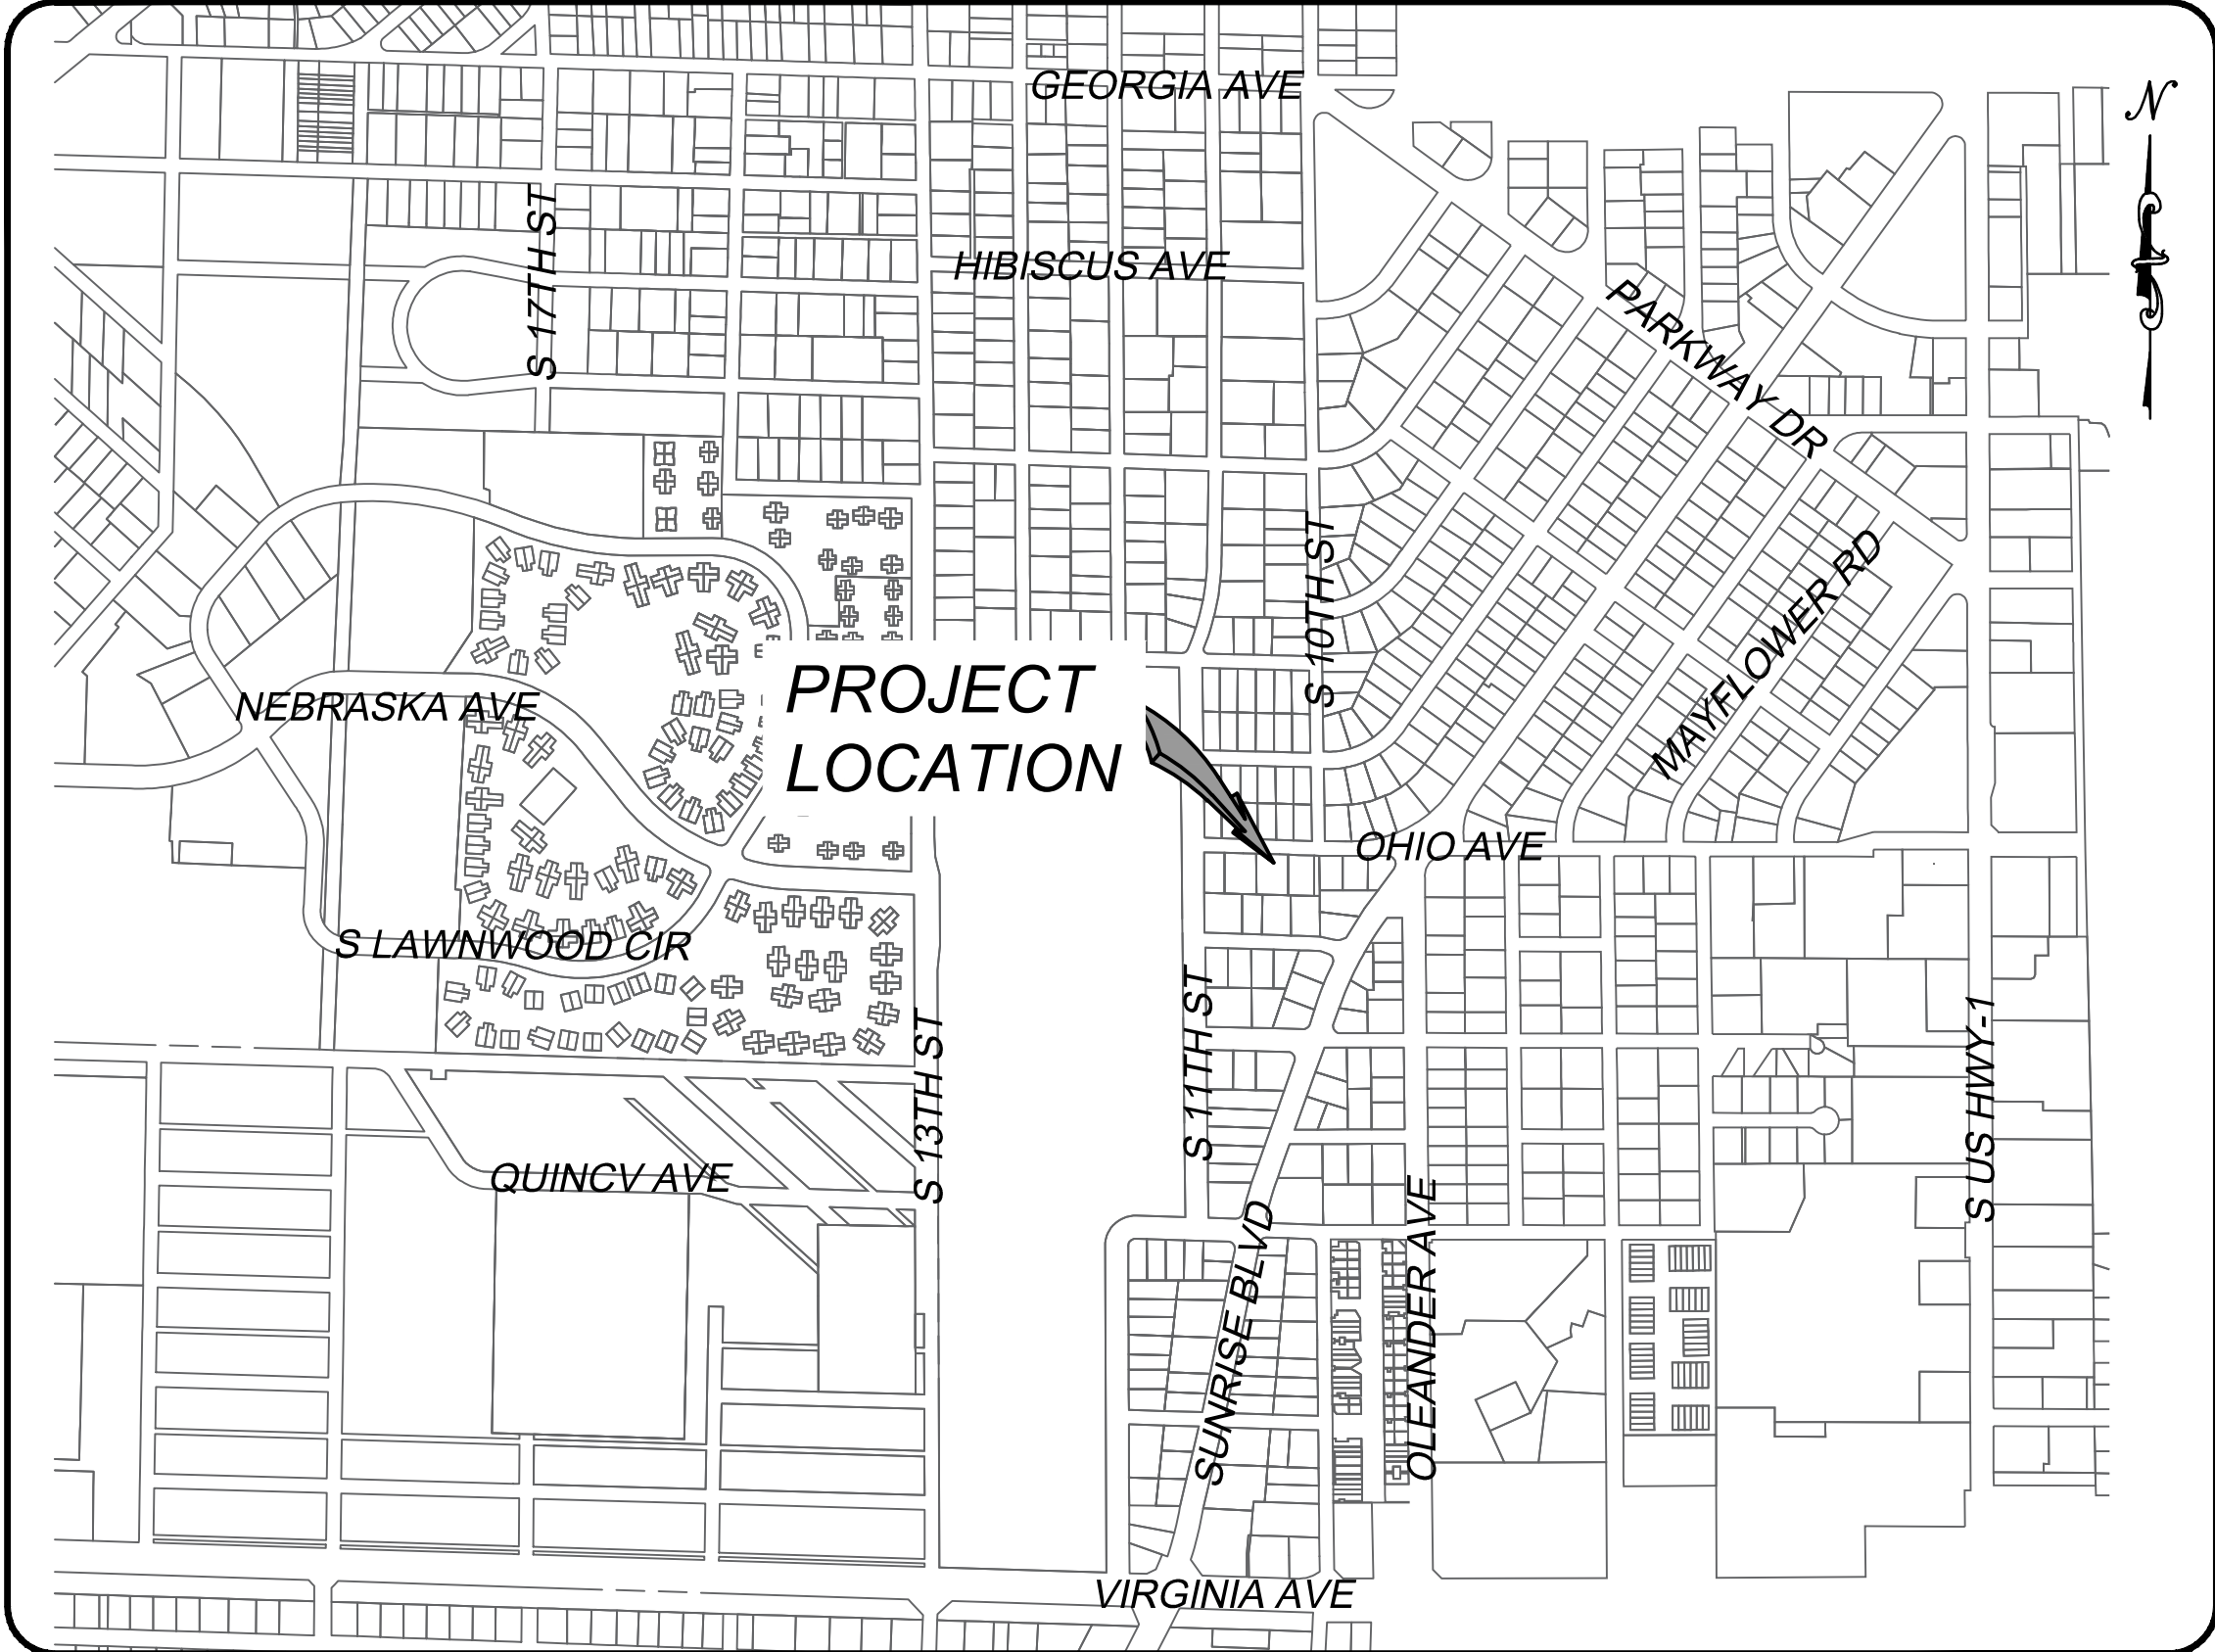 GEORGIA AVE
N
S 17TH ST
HIBISCUS AVE
PARKWAY DR
S 10TH ST
MAYFLOWER RD
NEBRASKA AVE
PROJECT
LOCATION
OHIO AVE
S LAWNWOOD CIR
S 13TH ST
S 11TH ST
S US HWY-1
QUINCV AVE
SUNRISE BLVD
OLEANDER AVE
VIRGINIA AVE